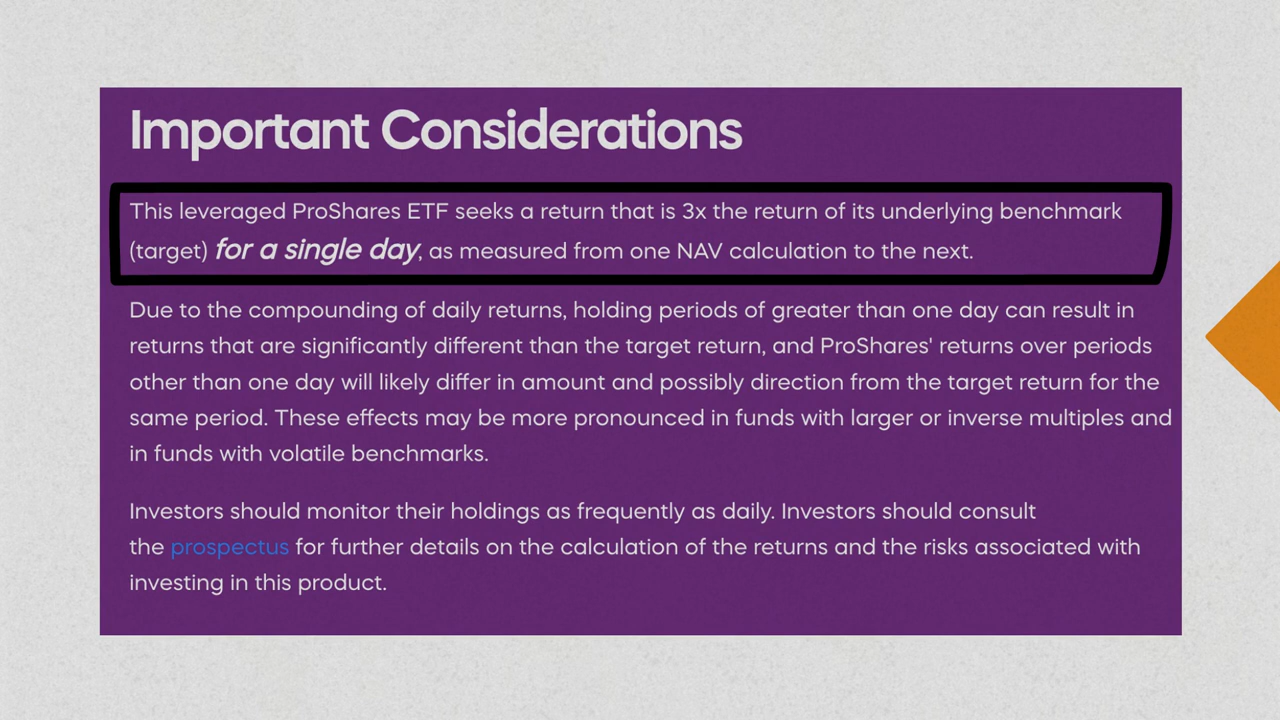 Important Considerations
This leveraged ProShares ETF seeks a return that is 3x the return of its underlying benchmark
(target) for a single day, as measured from one NAV calculation to the next.
Due to the compounding of daily returns, holding periods of greater than one day can result in
returns that are significantly different than the target return, and ProShares' returns over periods
other than one day will likely differ in amount and possibly direction from the target return for the
same period. These effects may be more pronounced in funds with larger or inverse multiples and
in funds with volatile benchmarks.
Investors should monitor their holdings as frequently as daily. Investors should consult
the prospectus for further details on the calculation of the returns and the risks associated with
investing in this product.